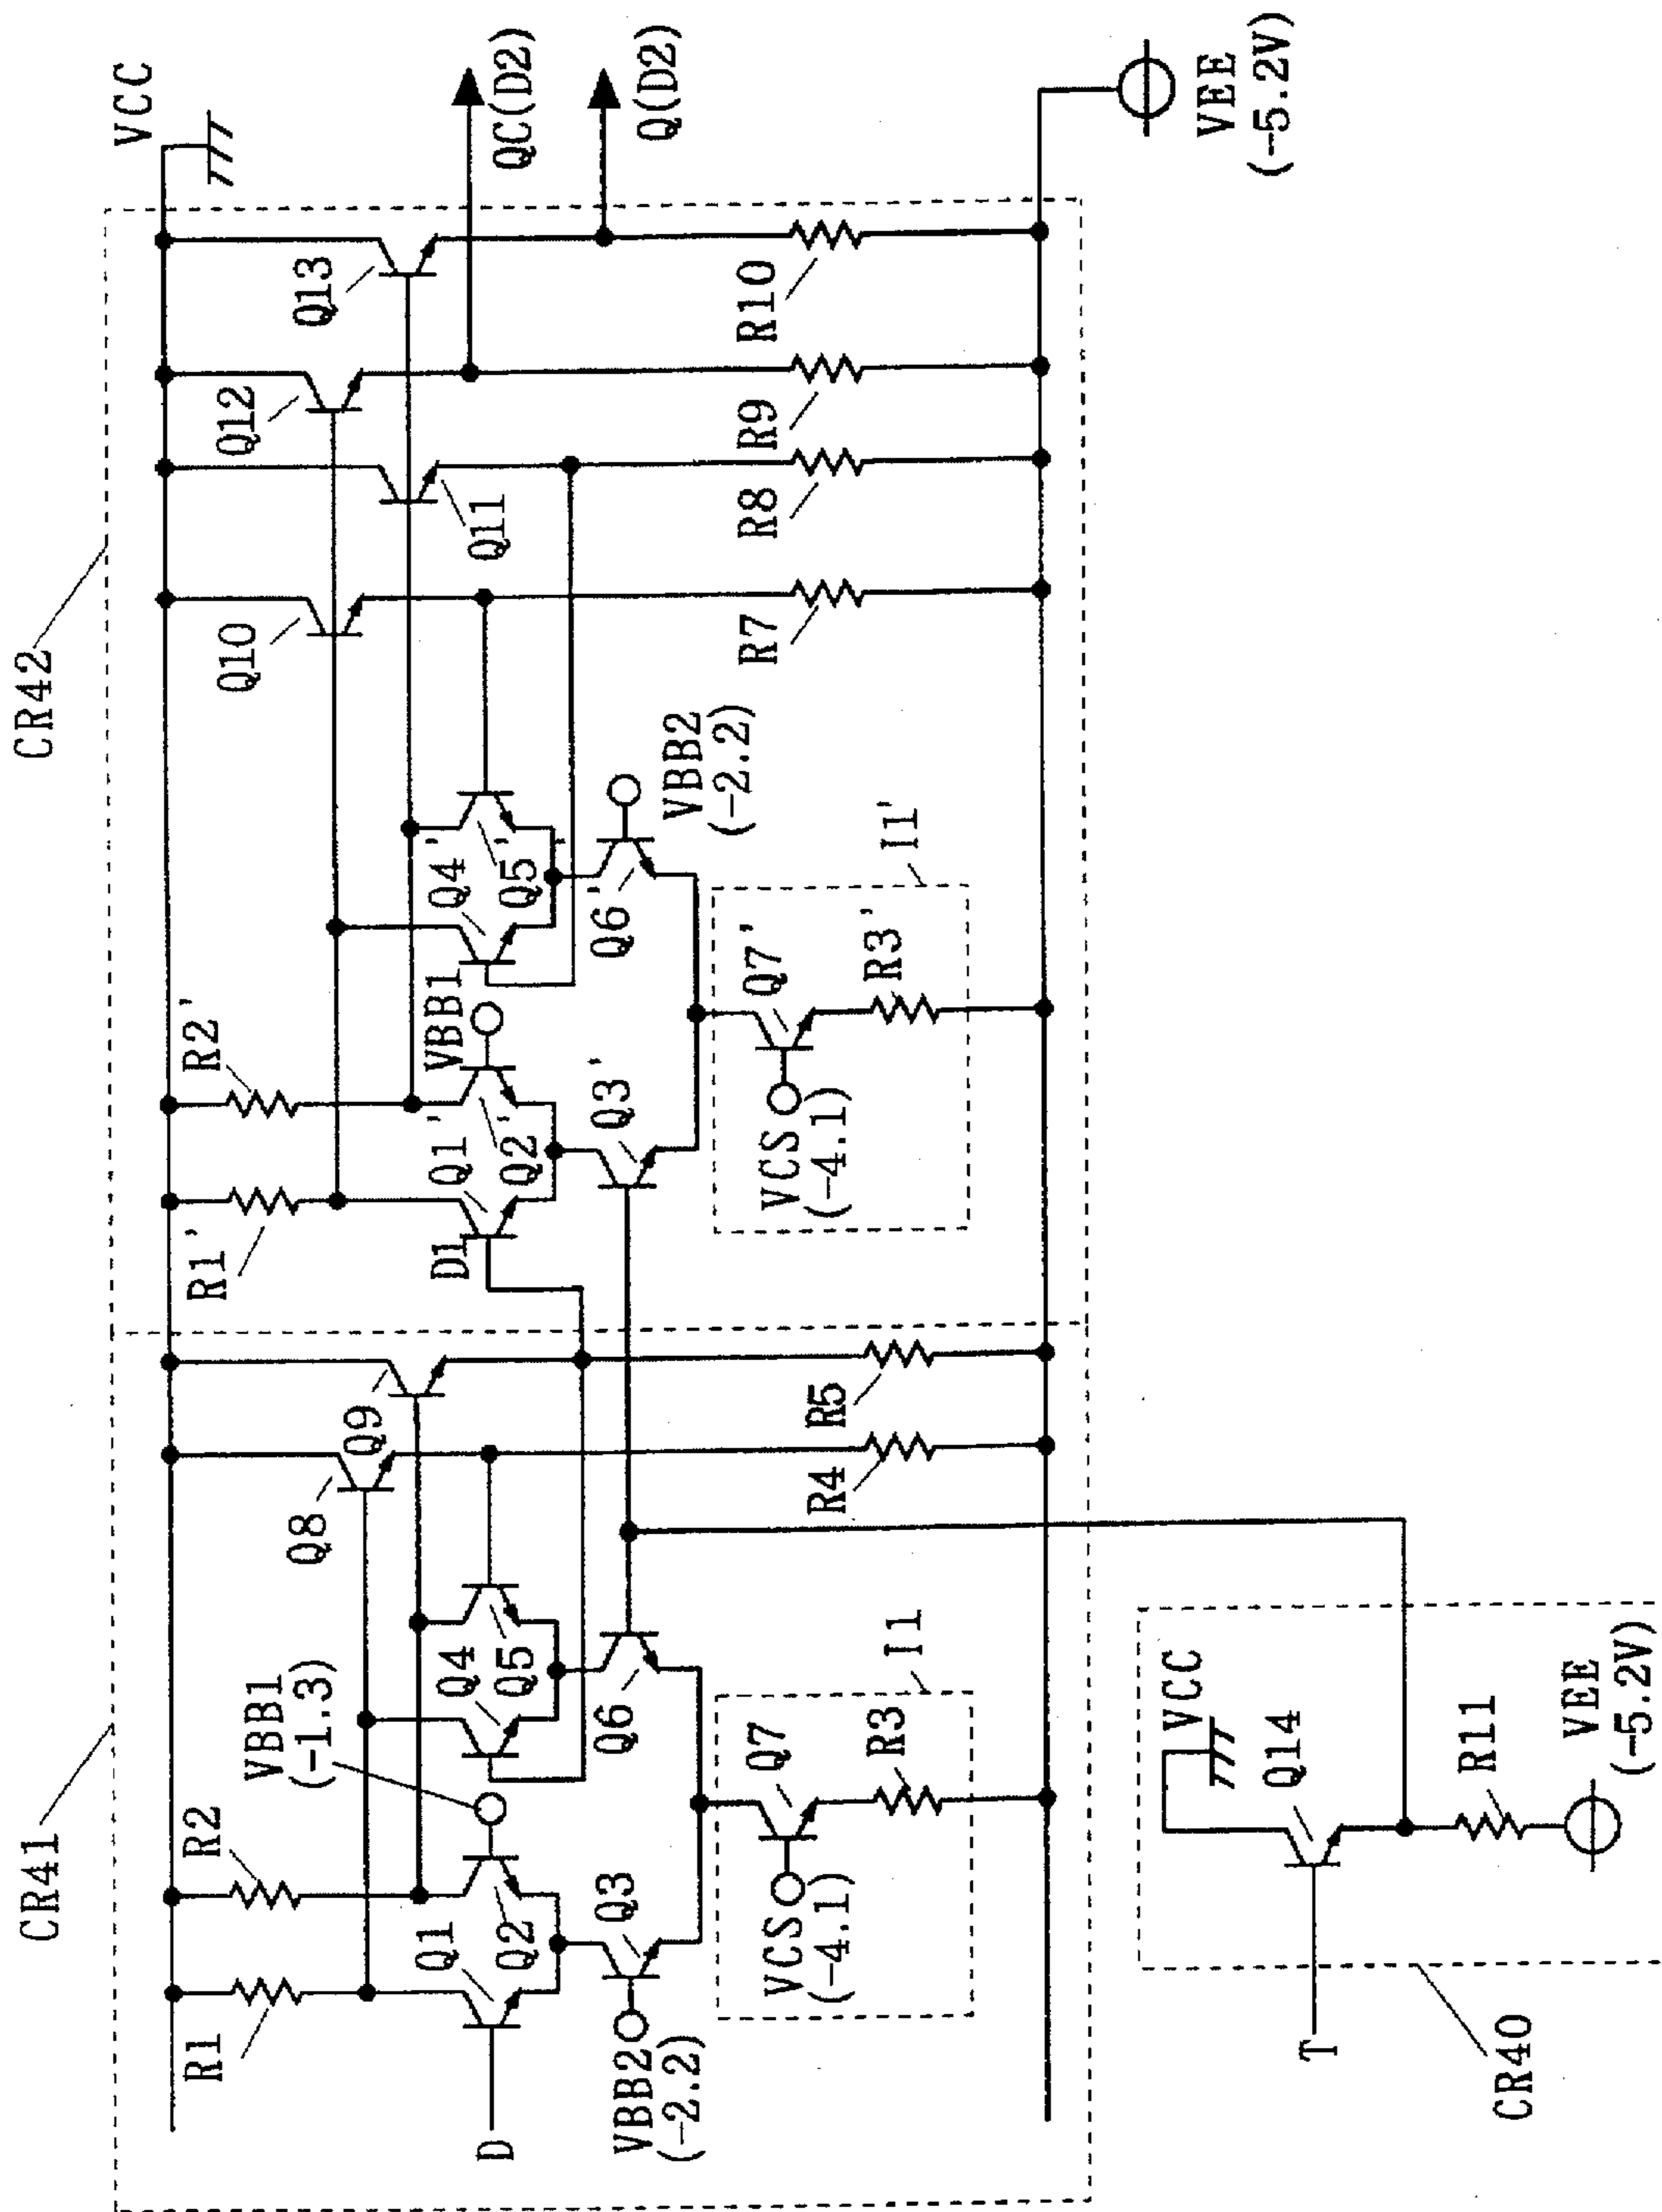 CR41
CR42
R1
R2
VBB1
(-1.3)
Q8
Q9
R1'
R2'
Q10
Q12
Q13
VCC
D
Q1
Q2
Q4
Q5
D1
Q1'
Q2'
VBB1
Q4'
Q5'
Q11
QC(D2)
Q(D2)
VBB2
(-2.2)
Q3
Q6
Q3'
Q6'
VBB2
(-2.2)
VCS
(-4.1)
Q7
R3
I1
R4
R5
VCS
(-4.1)
Q7'
R3'
I1'
R7
R8
R9
R10
VEE
(-5.2V)
T
VCC
Q14
R11
VEE
(-5.2V)
CR40